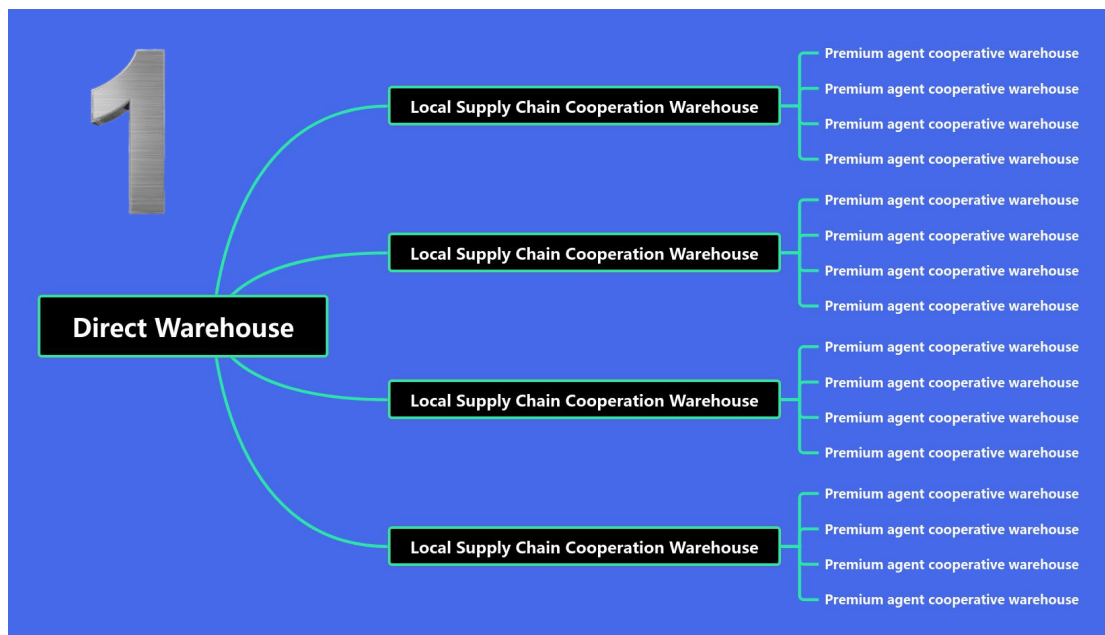 1
Direct Warehouse
Local Supply Chain Cooperation Warehouse
Premium agent cooperative warehouse
Premium agent cooperative warehouse
Premium agent cooperative warehouse
Premium agent cooperative warehouse
Local Supply Chain Cooperation Warehouse
Premium agent cooperative warehouse
Premium agent cooperative warehouse
Premium agent cooperative warehouse
Premium agent cooperative warehouse
Local Supply Chain Cooperation Warehouse
Premium agent cooperative warehouse
Premium agent cooperative warehouse
Premium agent cooperative warehouse
Premium agent cooperative warehouse
Local Supply Chain Cooperation Warehouse
Premium agent cooperative warehouse
Premium agent cooperative warehouse
Premium agent cooperative warehouse
Premium agent cooperative warehouse